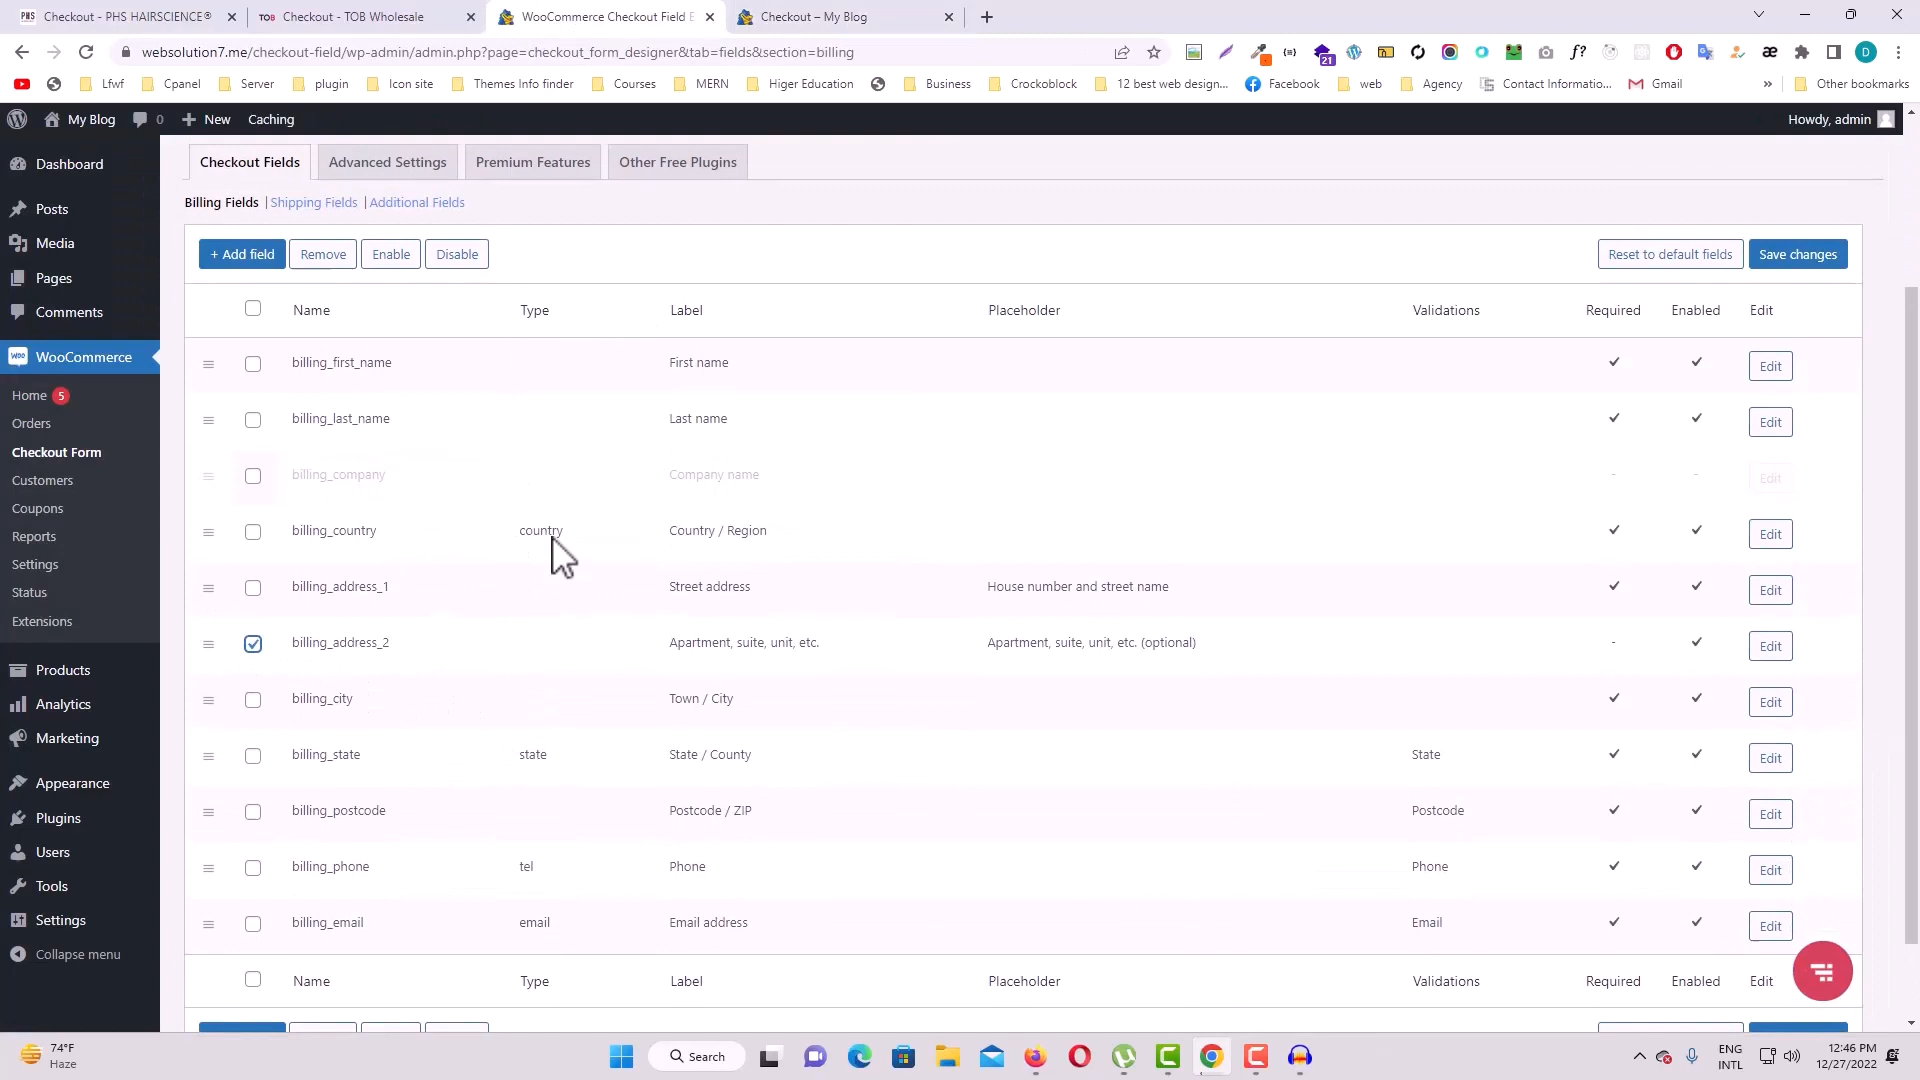 PHS Checkout - PHS HAIRSCIENCE®
TOB Checkout - TOB Wholesale
WooCommerce Checkout Field E
Checkout – My Blog
websolution7.me/checkout-field/wp-admin/admin.php?page=checkout_form_designer&tab=fields&section=billing
21
D
Lfwf
Cpanel
Server
plugin
Icon site
Themes Info finder
Courses
MERN
Higer Education
Business
Crockoblock
12 best web design...
Facebook
web
Agency
Contact Informatio...
Gmail
Other bookmarks
My Blog
0
New
Caching
Howdy, admin
Dashboard
Posts
Media
Pages
Comments
WooCommerce
Home 5
Orders
Checkout Form
Customers
Coupons
Reports
Settings
Status
Extensions
Products
Analytics
Marketing
Appearance
Plugins
Users
Tools
Settings
Collapse menu
Checkout Fields
Advanced Settings
Premium Features
Other Free Plugins
Billing Fields | Shipping Fields | Additional Fields
+ Add field
Remove
Enable
Disable
Reset to default fields
Save changes
Name Type Label Placeholder Validations Required Enabled Edit
billing_first_name First name ✔ ✔ Edit
billing_last_name Last name ✔ ✔ Edit
billing_company Company name - - Edit
billing_country country Country / Region ✔ ✔ Edit
billing_address_1 Street address House number and street name ✔ ✔ Edit
billing_address_2 Apartment, suite, unit, etc. Apartment, suite, unit, etc. (optional) - ✔ Edit
billing_city Town / City ✔ ✔ Edit
billing_state state State / County State ✔ ✔ Edit
billing_postcode Postcode / ZIP Postcode ✔ ✔ Edit
billing_phone tel Phone Phone ✔ ✔ Edit
billing_email email Email address Email ✔ ✔ Edit
Name Type Label Placeholder Validations Required Enabled Edit
74°F
Haze
Search
ENG
INTL
12:46 PM
12/27/2022